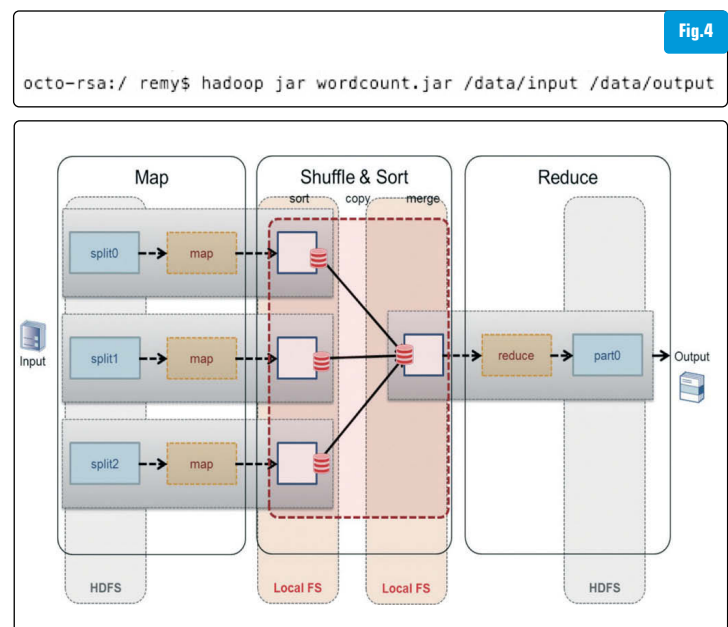 Fig.4
octo-rsa:/ remy$ hadoop jar wordcount.jar /data/input /data/output
Map
Shuffle & Sort
Reduce
sort
copy
merge
split0
map
Input
split1
map
reduce
part0
Output
split2
map
HDFS
Local FS
Local FS
HDFS